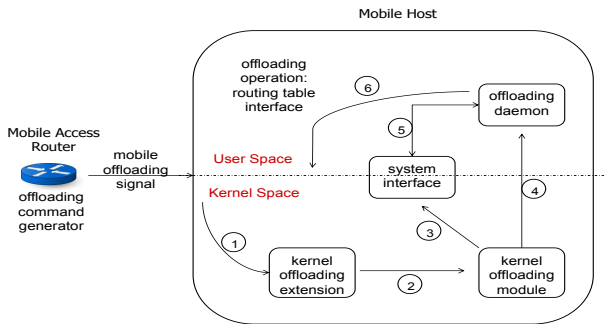 Mobile Host
offloading
operation:
routing table
interface
6
offloading
daemon
5
Mobile Access
Router
mobile
offloading
signal
User Space
Kernel Space
system
interface
4
offloading
command
generator
1
3
kernel
offloading
extension
2
kernel
offloading
module